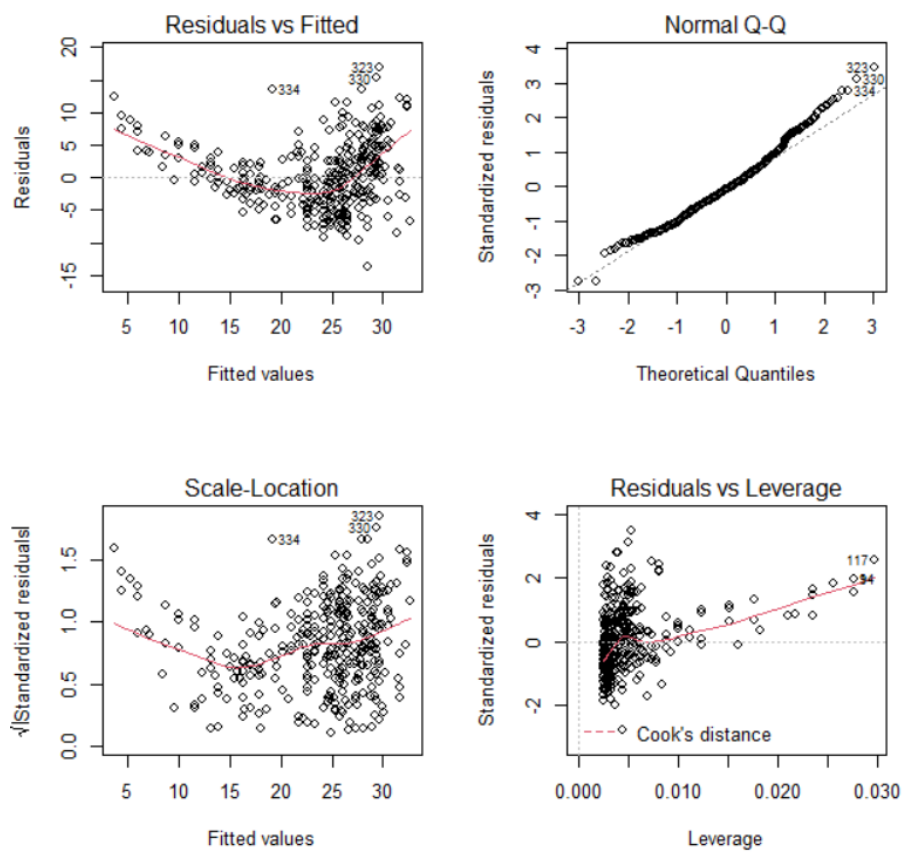 Residuals vs Fitted
Residuals
20
10
5
0
-5
-15
323
330
334
5 10 15 20 25 30
Fitted values
Normal Q-Q
Standardized residuals
4
3
2
1
0
-1
-2
-3
323
330
334
-3 -2 -1 0 1 2 3
Theoretical Quantiles
Scale-Location
√|Standardized residuals|
1.5
1.0
0.5
0.0
323
330
334
5 10 15 20 25 30
Fitted values
Residuals vs Leverage
Standardized residuals
4
2
0
-2
117
94
Cook's distance
0.000 0.010 0.020 0.030
Leverage